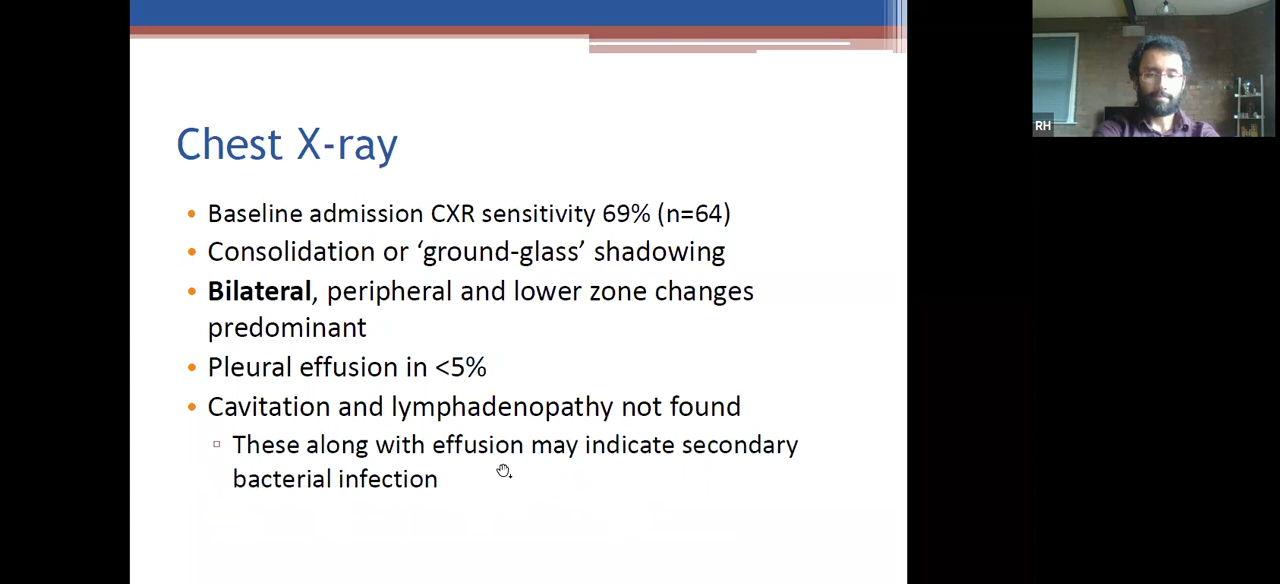 Chest X-ray
• Baseline admission CXR sensitivity 69% (n=64)
• Consolidation or ‘ground-glass’ shadowing
• Bilateral, peripheral and lower zone changes
predominant
• Pleural effusion in <5%
• Cavitation and lymphadenopathy not found
▫ These along with effusion may indicate secondary
bacterial infection
RH